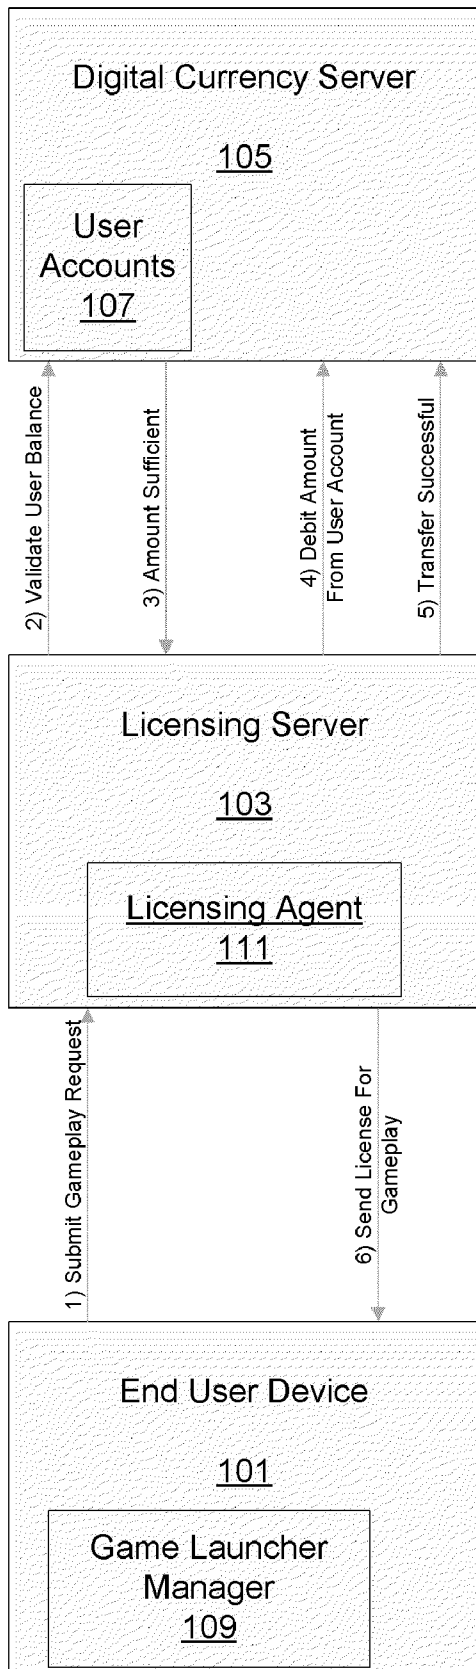 Digital Currency Server
105
User
Accounts
107
2) Validate User Balance
3) Amount Sufficient
4) Debit Amount
From User Account
5) Transfer Successful
Licensing Server
103
Licensing Agent
111
1) Submit Gameplay Request
6) Send License For
Gameplay
End User Device
101
Game Launcher
Manager
109